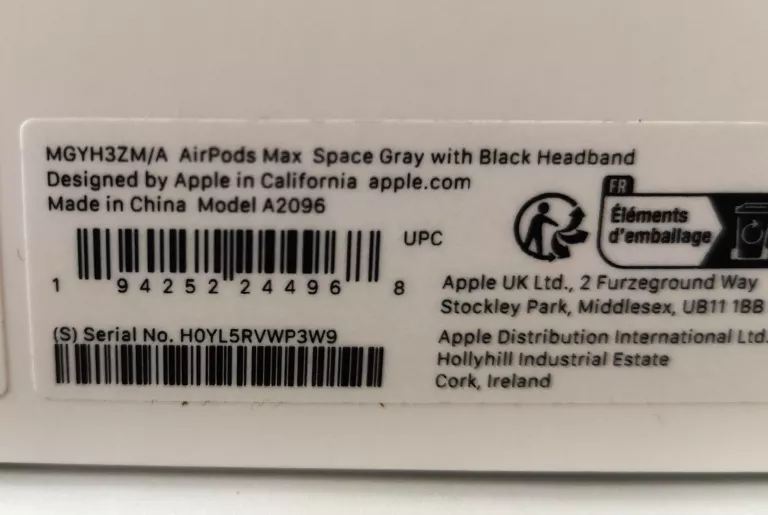 MGYH3ZM/A AirPods Max Space Gray with Black Headband
Designed by Apple in California apple.com
Made in China Model A2096
UPC
1 94252 24496 8
(S) Serial No. H0YL5RVWP3W9
FR
Éléments
d'emballage
Apple UK Ltd., 2 Furzeground Way
Stockley Park, Middlesex, UB11 1BB
Apple Distribution International Ltd.
Hollyhill Industrial Estate
Cork, Ireland